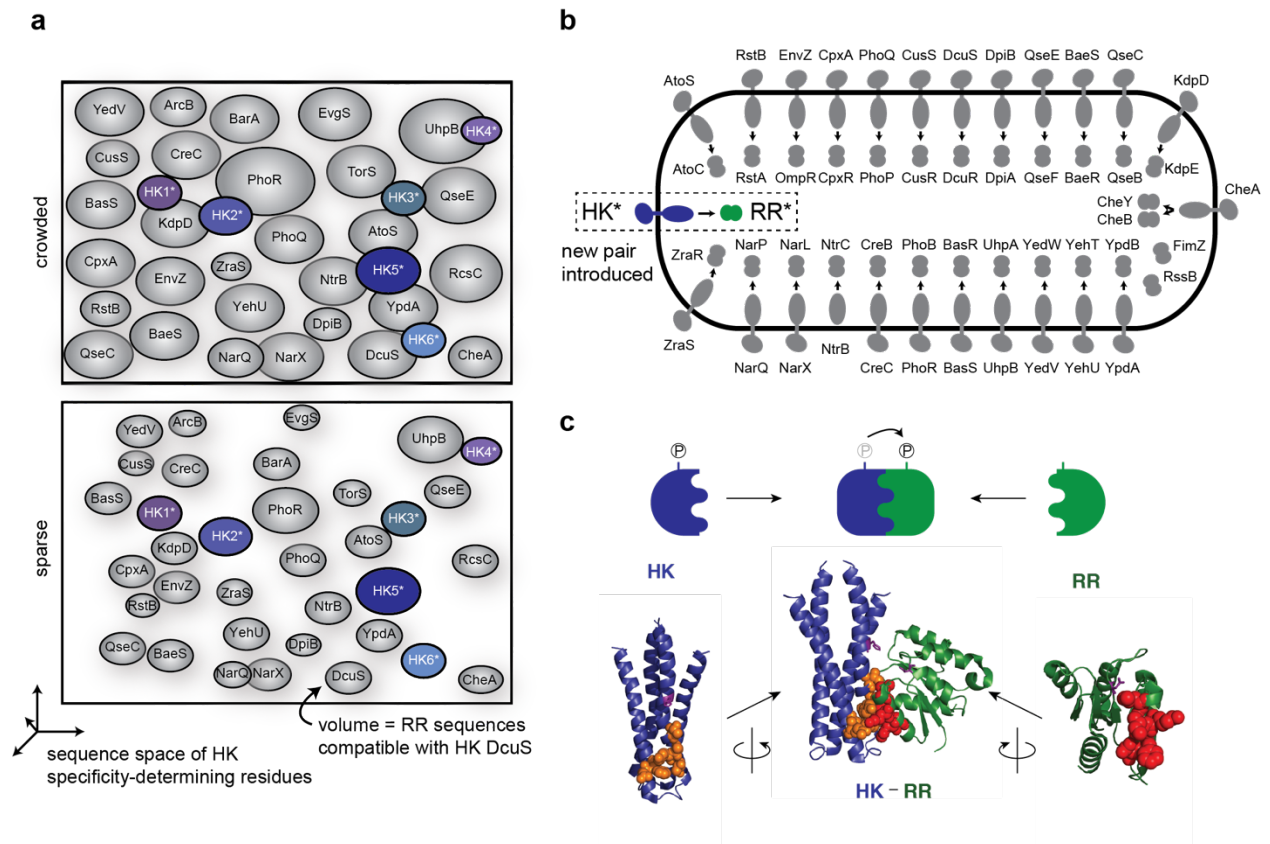 a
crowded
YedV
ArcB
BarA
EvgS
UhpB
HK4*
CusS
CreC
PhoR
TorS
QseE
HK1*
HK2*
HK3*
BasS
KdpD
AtoS
PhoQ
CpxA
EnvZ
ZraS
NtrB
HK5*
RcsC
RstB
YehU
YpdA
BaeS
DpiB
HK6*
QseC
NarQ
NarX
DcuS
CheA
sparse
YedV
ArcB
EvgS
UhpB
HK4*
CusS
CreC
BarA
BasS
TorS
QseE
HK1*
PhoR
HK3*
HK2*
KdpD
AtoS
CpxA
PhoQ
RcsC
EnvZ
ZraS
HK5*
RstB
NtrB
YehU
YpdA
QseC
BaeS
DpiB
HK6*
NarQ
NarX
DcuS
CheA
volume = RR sequences
compatible with HK DcuS
sequence space of HK
specificity-determining residues
b
RstB EnvZ CpxA PhoQ CusS DcuS DpiB QseE BaeS QseC
AtoS
KdpD
AtoC
RstA OmpR CpxR PhoP CusR DcuR DpiA QseF BaeR QseB
KdpE
CheA
CheY
CheB
HK*
RR*
new pair
introduced
ZraR
NarP NarL NtrC CreB PhoB BasR UhpA YedW YehT YpdB
FimZ
RssB
ZraS
NarQ NarX NtrB CreC PhoR BasS UhpB YedV YehU YpdA
c
P
P
P
HK
RR
HK – RR